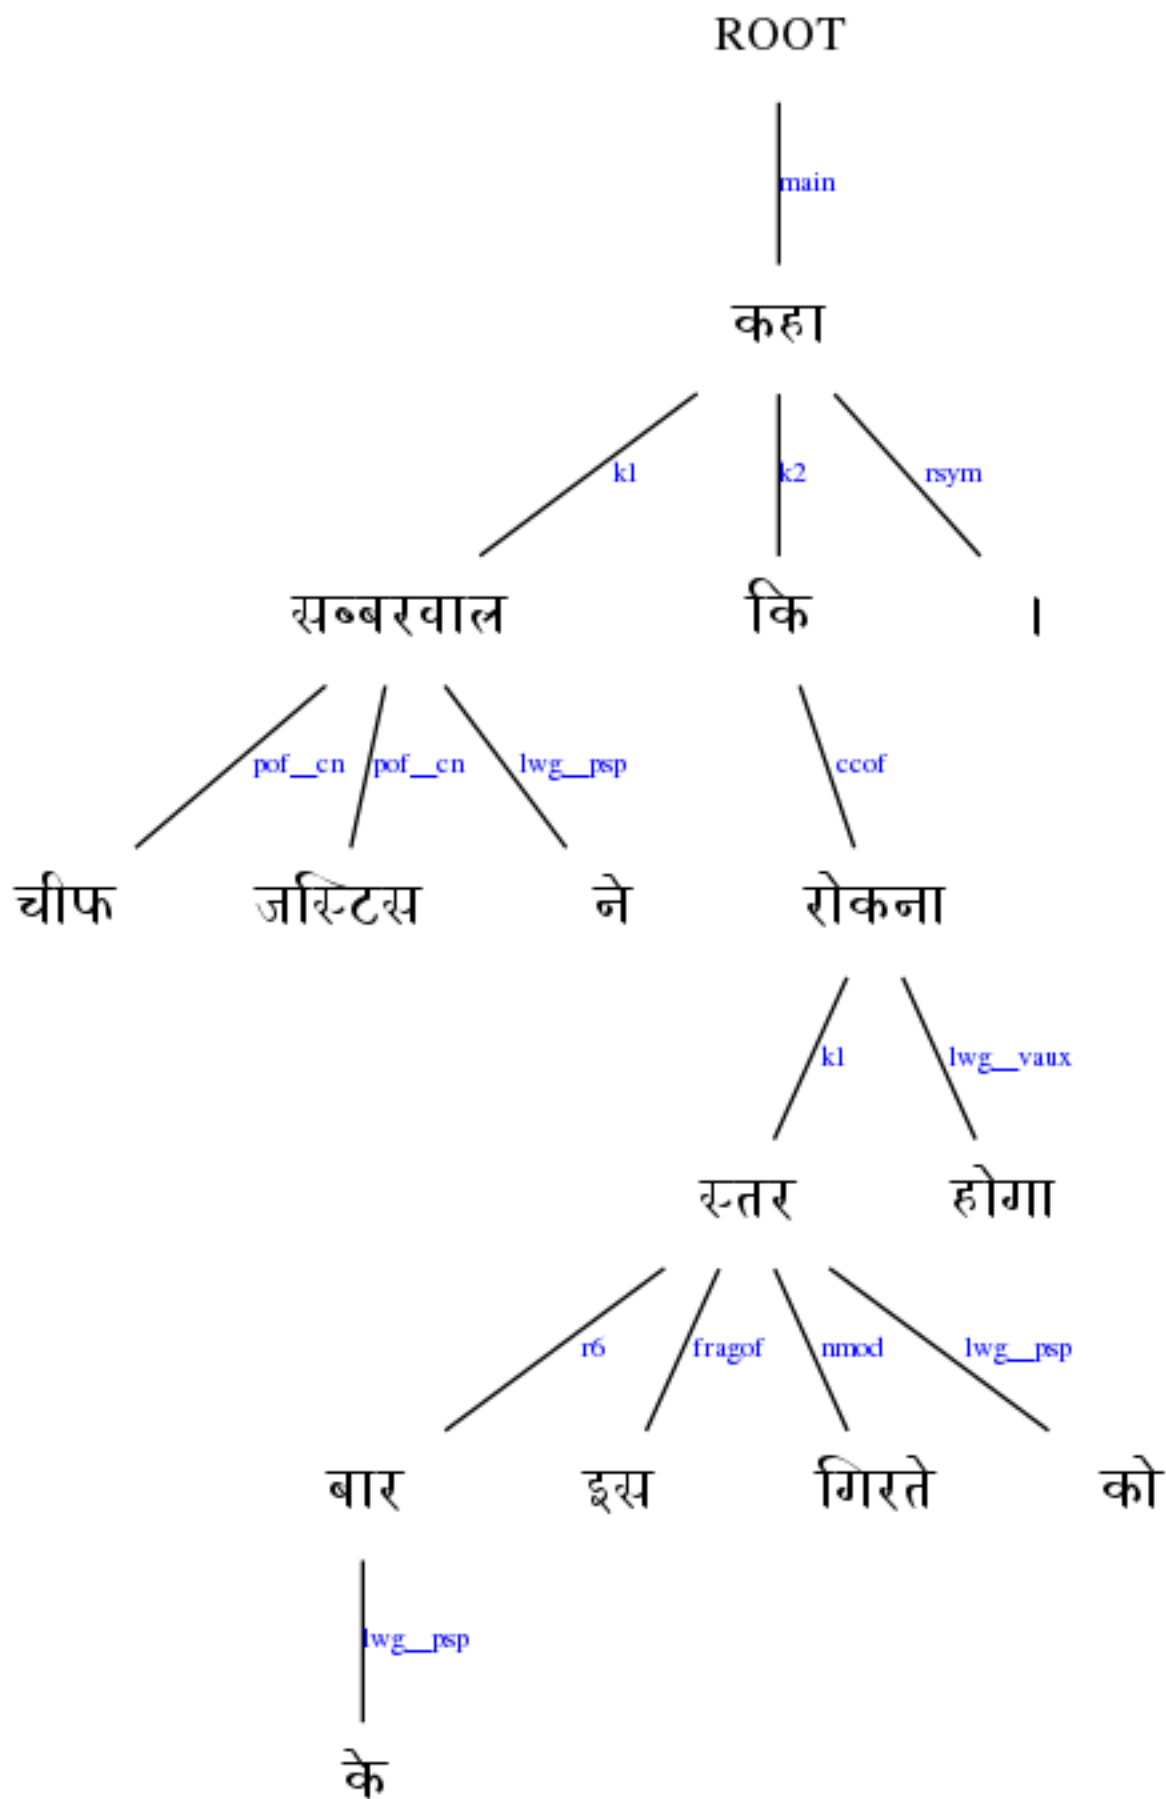 ROOT
main
कहा
k1 k2 rsym
सब्बरवाल कि ।
pof__cn pof__cn lwg__psp ccof
चीफ जस्टिस ने रोकना
k1 lwg__vaux
स्तर होगा
r6 fragof nmod lwg__psp
बार इस गिरते को
lwg__psp
के